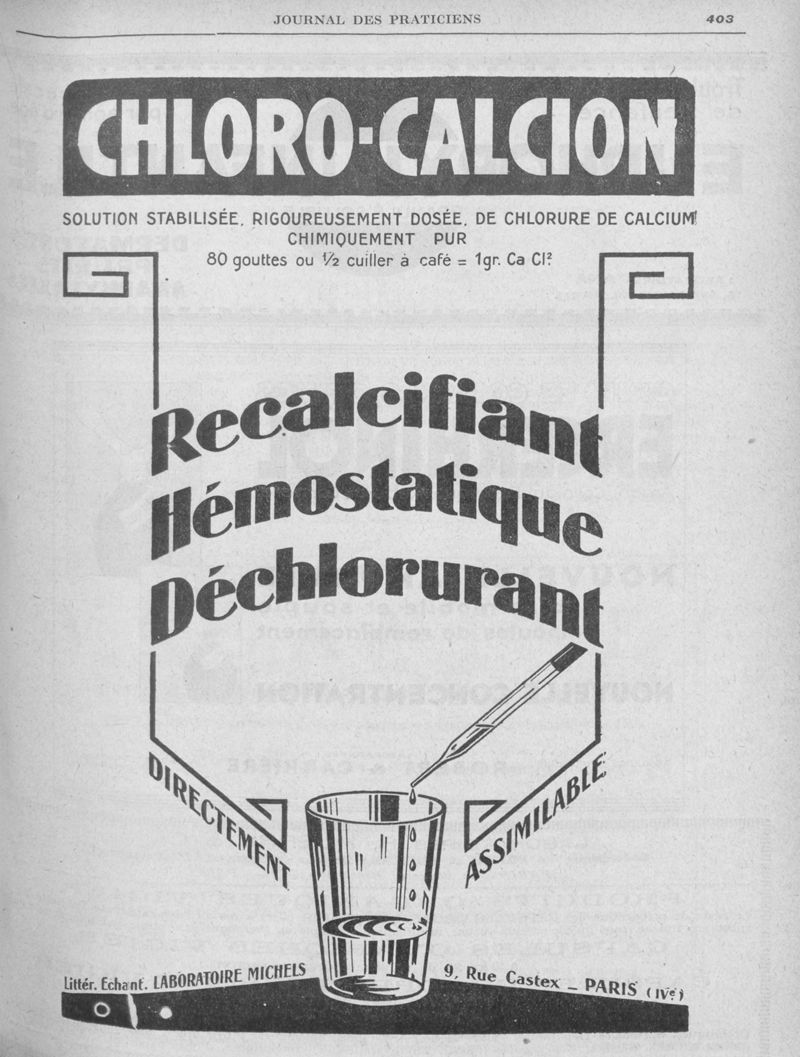 JOURNAL DES PRATICIENS
403
CHLORO-CALCION
SOLUTION STABILISÉE, RIGOUREUSEMENT DOSÉE, DE CHLORURE DE CALCIUM
CHIMIQUEMENT PUR
80 gouttes ou 1/2 cuiller à café = 1gr. Ca Cl²
Recalcifiant
Hémostatique
Déchlorurant
DIRECTEMENT
ASSIMILABLE
Littér. Echant. LABORATOIRE MICHELS
9, Rue Castex _ PARIS (IVe)